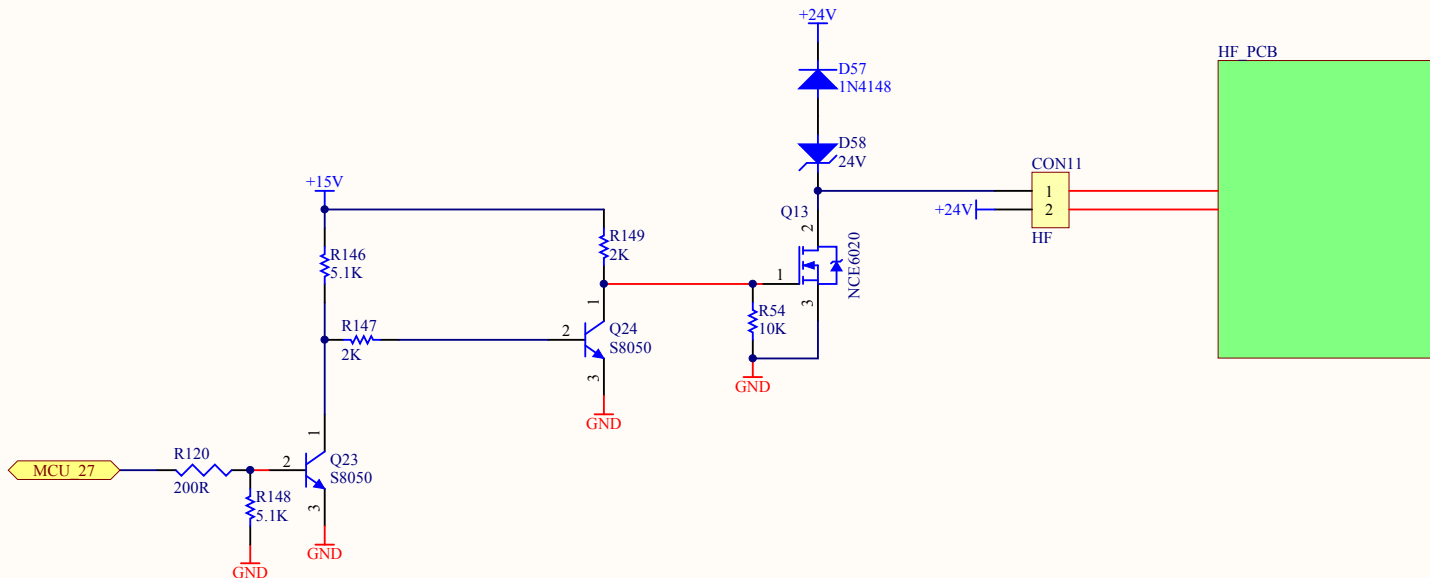 +24V
HF_PCB
D57
1N4148
D58
24V
CON11
+15V
1
Q13
+24V
2
2
R149
2K
HF
R146
5.1K
NCE6020
1
R54
10K
1
3
R147
2K
2
Q24
S8050
3
GND
GND
1
R120
MCU_27
2
Q23
S8050
200R
R148
5.1K
3
GND
GND